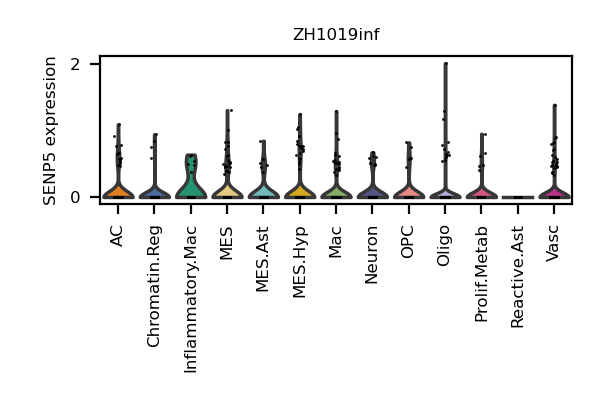 ZH1019inf
SENP5 expression
2
0
AC
Chromatin.Reg
Inflammatory.Mac
MES
MES.Ast
MES.Hyp
Mac
Neuron
OPC
Oligo
Prolif.Metab
Reactive.Ast
Vasc